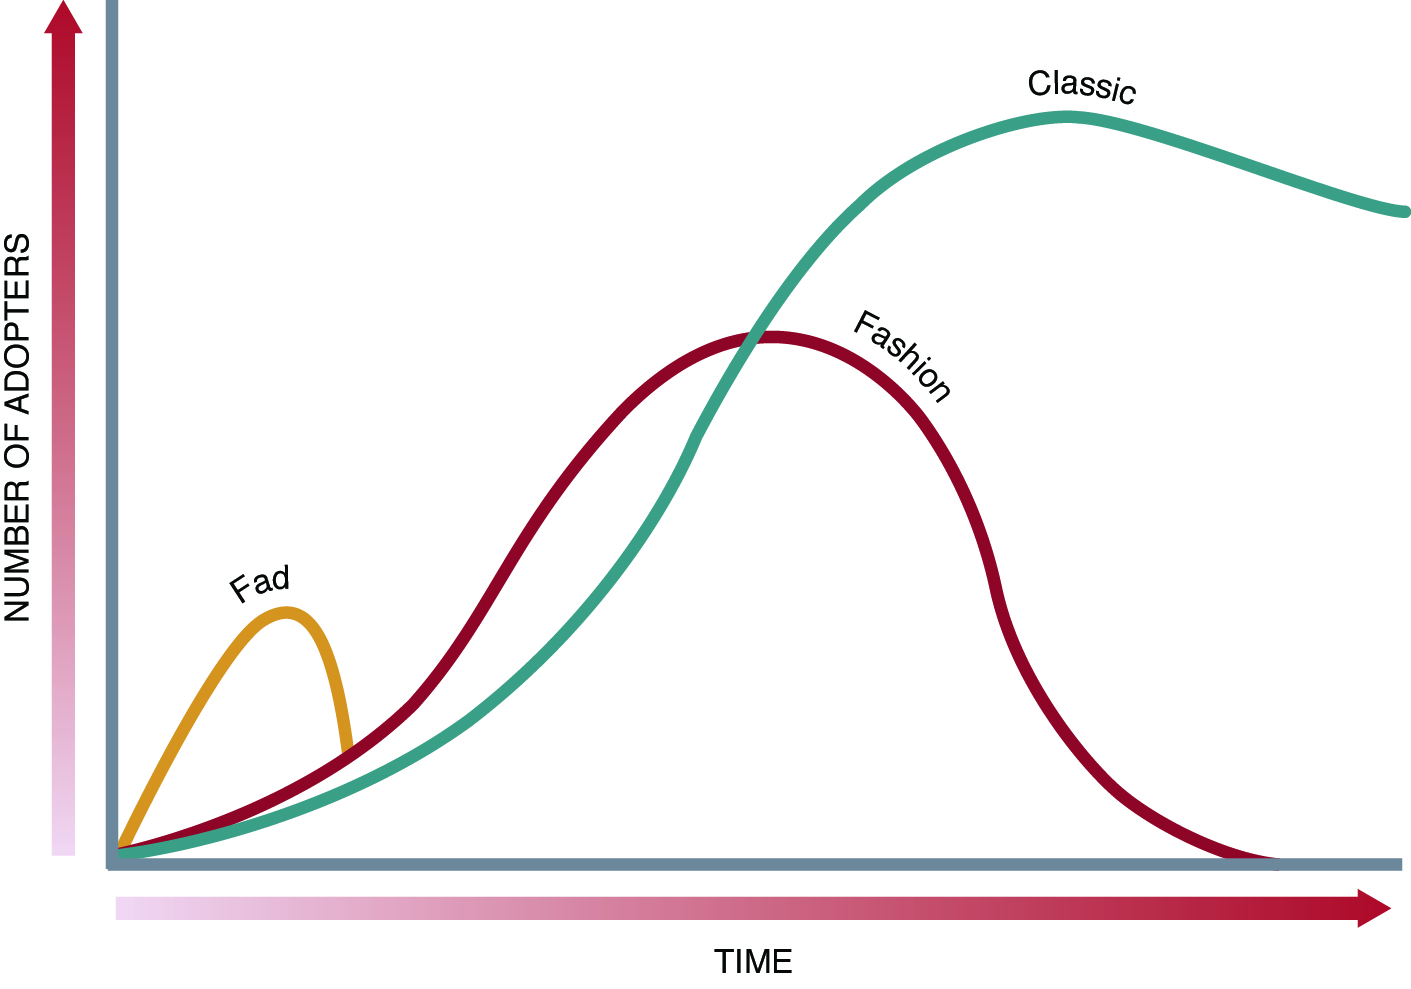 Classic
Fashion
Fad
NUMBER OF ADOPTERS
TIME